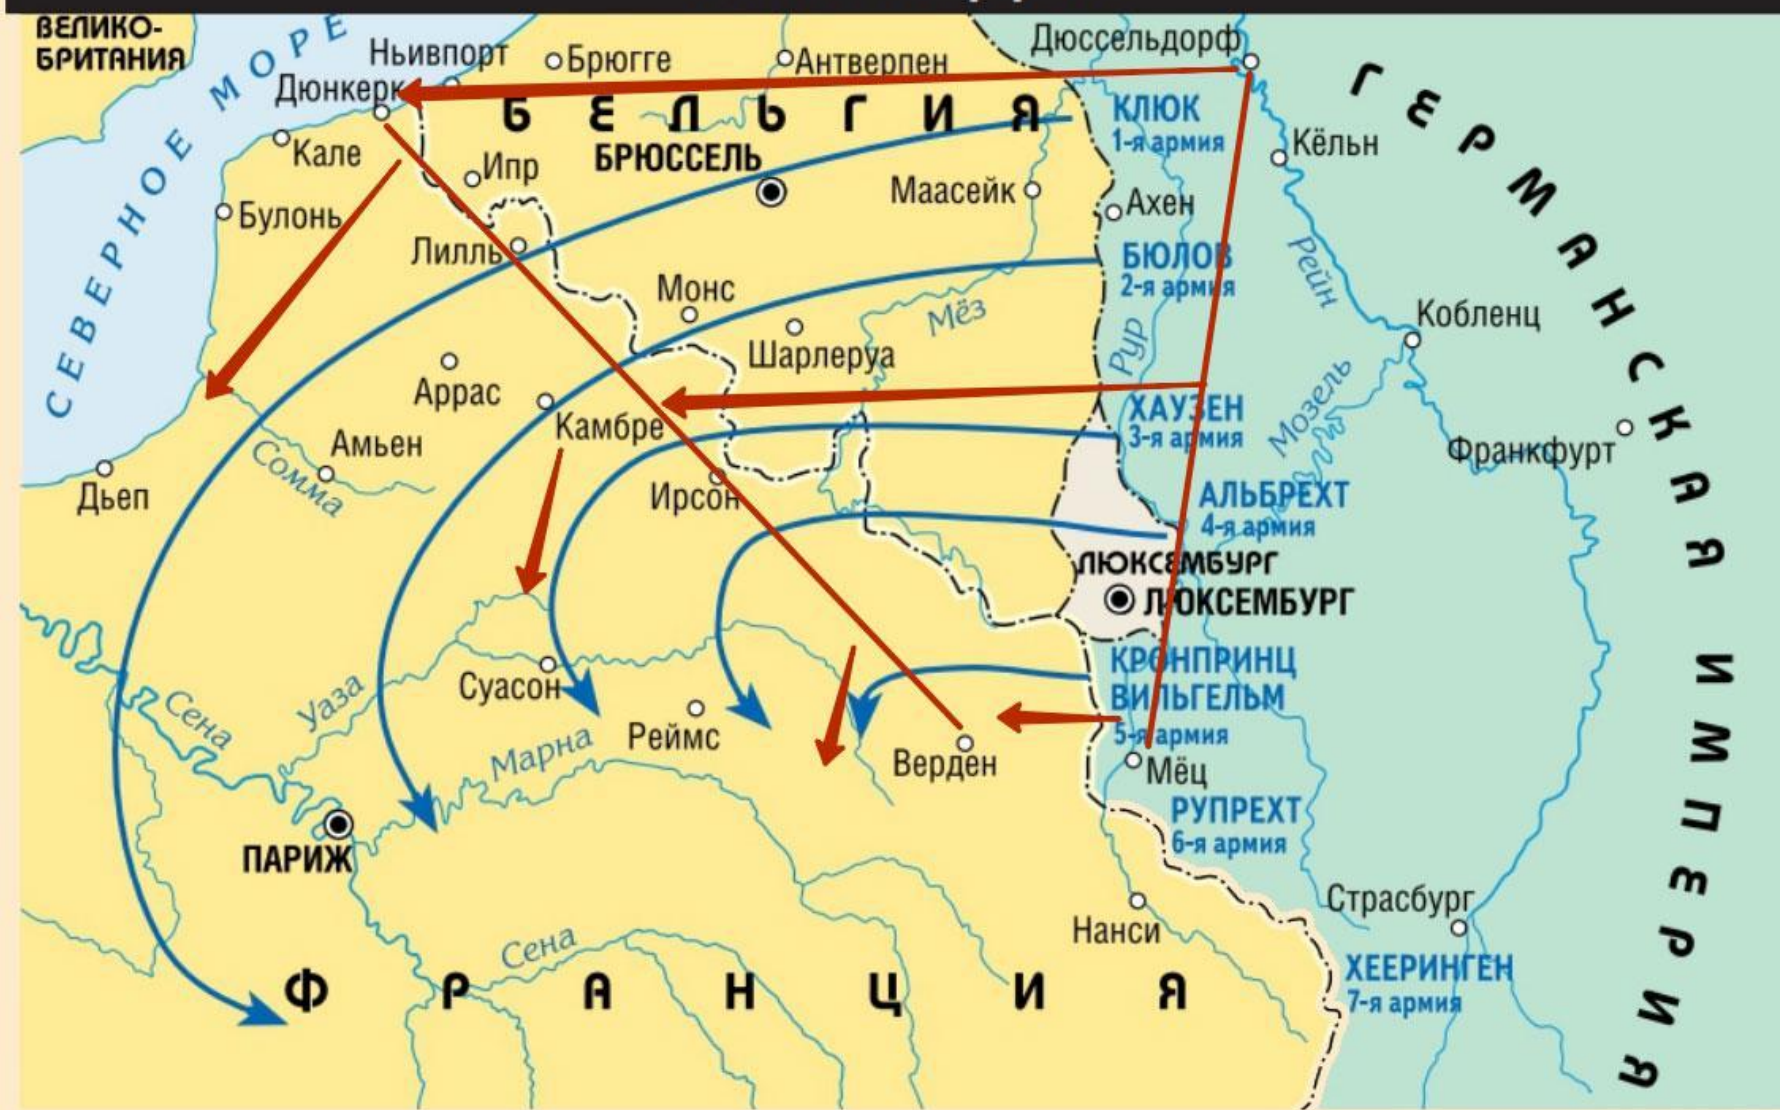 ВЕЛИКО-
БРИТАНИЯ
СЕВЕРНОЕ МОРЕ
Ньивпорт
Брюгге
Антверпен
Дюссельдорф
Дюнкерк
БЕЛЬГИЯ
КЛЮК
1-я армия
ГЕРМАНСКАЯ ИМПЕРИЯ
Кале
Ипр
БРЮССЕЛЬ
Кёльн
Маасейк
Ахен
Булонь
Лилль
БЮЛОВ
2-я армия
Рейн
Монс
Мёз
Кобленц
Шарлеруа
Рур
Аррас
Камбре
ХАУЗЕН
3-я армия
Мозель
Франкфурт
Амьен
Сомма
Дьеп
Ирсон
АЛЬБРЕХТ
4-я армия
ЛЮКСЕМБУРГ
ЛЮКСЕМБУРГ
КРОНПРИНЦ
ВИЛЬГЕЛЬМ
5-я армия
Сена
Уаза
Суасон
Реймс
Марна
Верден
Мёц
РУПРЕХТ
6-я армия
ПАРИЖ
Нанси
Страсбург
Сена
ХЕЕРИНГЕН
7-я армия
ФРАНЦИЯ